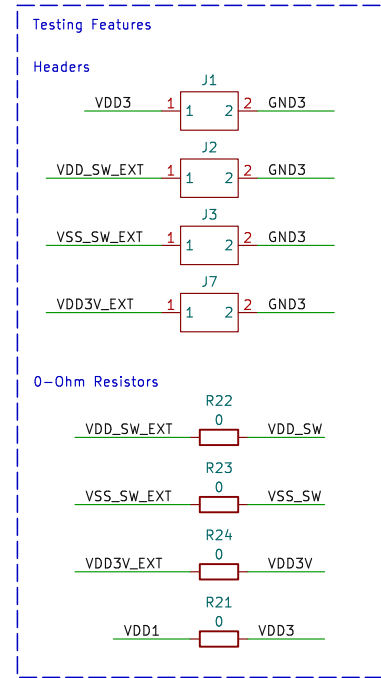 Testing Features
Headers
J1
VDD3 1 1 2 2 GND3
J2
VDD_SW_EXT 1 1 2 2 GND3
J3
VSS_SW_EXT 1 1 2 2 GND3
J7
VDD3V_EXT 1 1 2 2 GND3
0-Ohm Resistors
R22
0
VDD_SW_EXT VDD_SW
R23
0
VSS_SW_EXT VSS_SW
R24
0
VDD3V_EXT VDD3V
R21
0
VDD1 VDD3